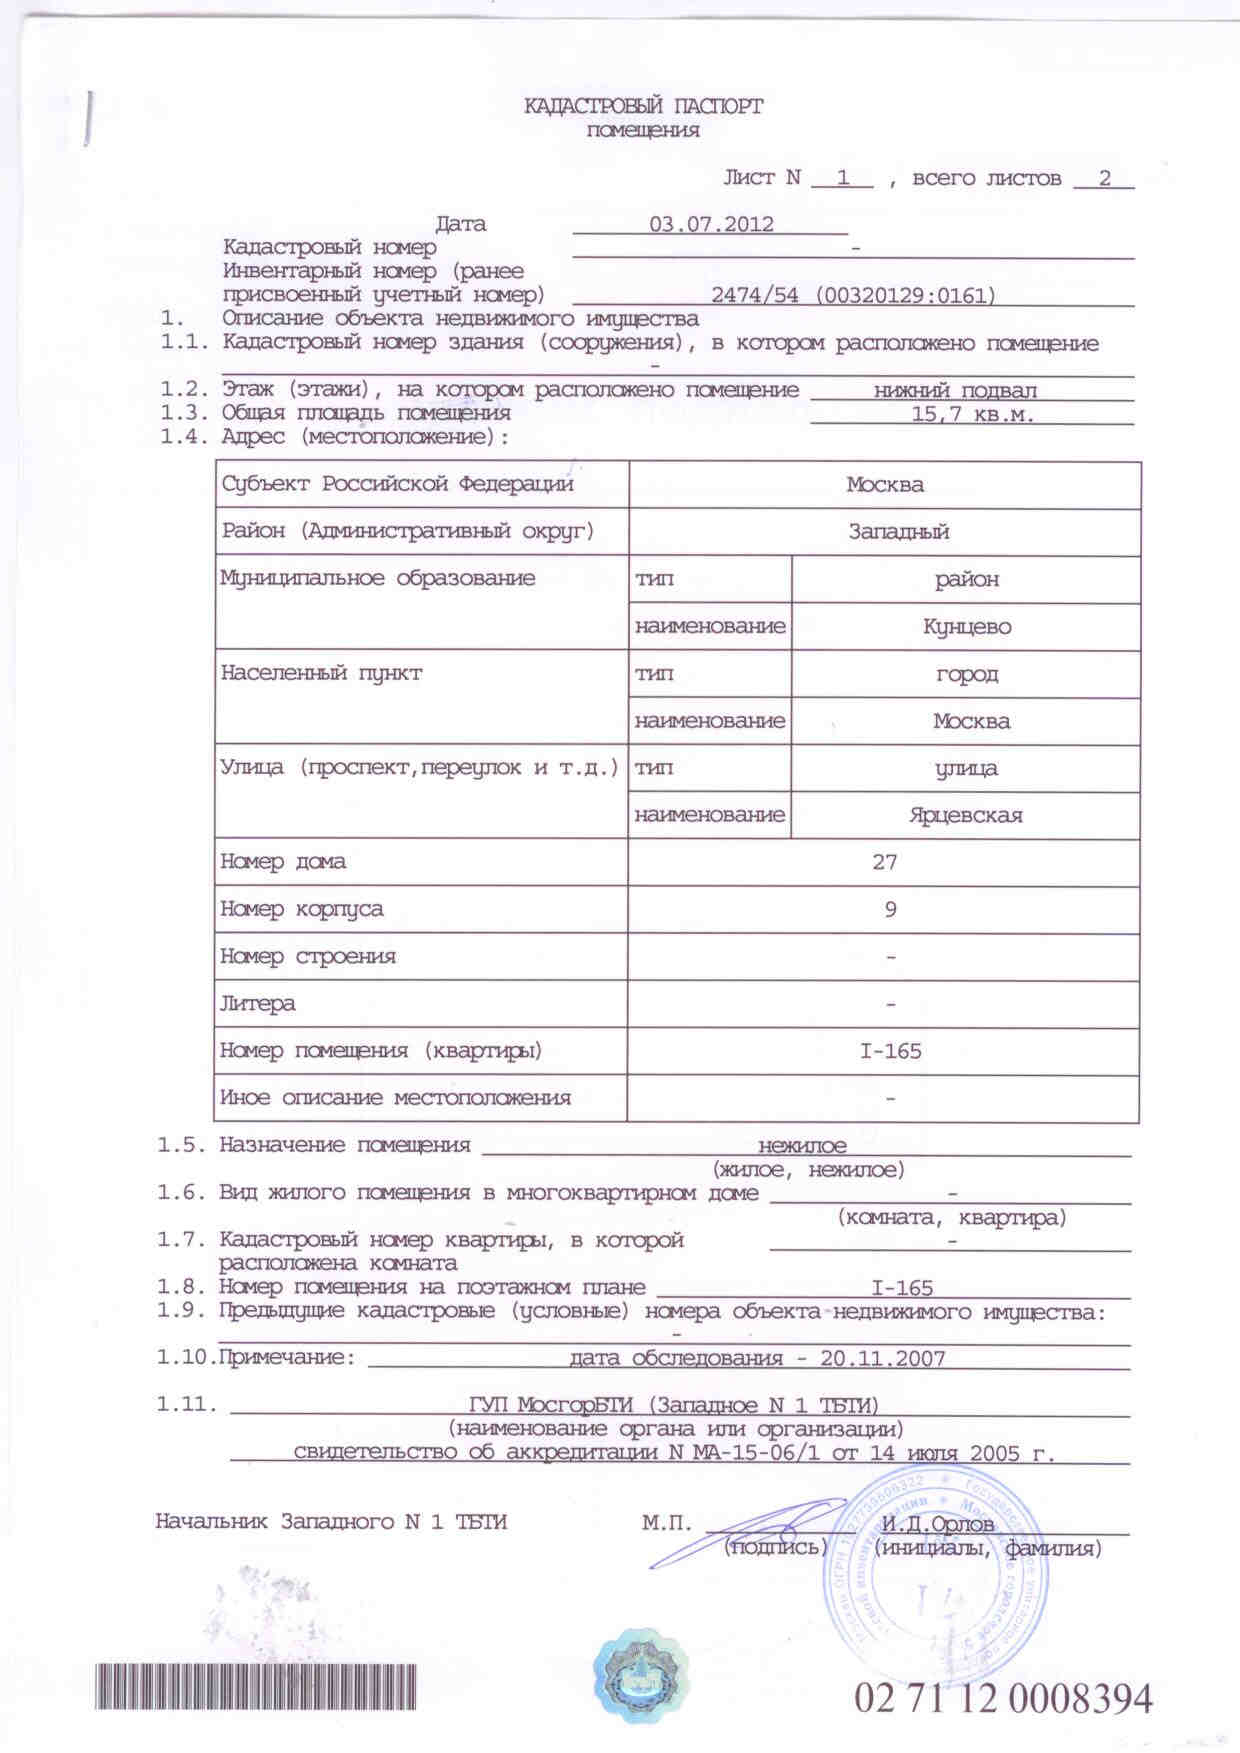 КАДАСТРОВЫЙ ПАСПОРТ
помещения
Лист N 1 , всего листов 2
Дата 03.07.2012
Кадастровый номер -
Инвентарный номер (ранее
присвоенный учетный номер) 2474/54 (00320129:0161)
1. Описание объекта недвижимого имущества
1.1. Кадастровый номер здания (сооружения), в котором расположено помещение
-
1.2. Этаж (этажи), на котором расположено помещение нижний подвал
1.3. Общая площадь помещения 15,7 кв.м.
1.4. Адрес (местоположение):
Субъект Российской Федерации Москва
Район (Административный округ) Западный
Муниципальное образование тип район
наименование Кунцево
Населенный пункт тип город
наименование Москва
Улица (проспект,переулок и т.д.) тип улица
наименование Ярцевская
Номер дома 27
Номер корпуса 9
Номер строения -
Литера -
Номер помещения (квартиры) I-165
Иное описание местоположения -
1.5. Назначение помещения нежилое
(жилое, нежилое)
1.6. Вид жилого помещения в многоквартирном доме -
(комната, квартира)
1.7. Кадастровый номер квартиры, в которой -
расположена комната
1.8. Номер помещения на поэтажном плане I-165
1.9. Предыдущие кадастровые (условные) номера объекта недвижимого имущества:
-
1.10.Примечание: дата обследования - 20.11.2007
1.11. ГУП МосгорБТИ (Западное N 1 ТБТИ)
(наименование органа или организации)
свидетельство об аккредитации N МА-15-06/1 от 14 июля 2005 г.
Начальник Западного N 1 ТБТИ М.П. И.Д.Орлов
(подпись) (инициалы, фамилия)
02 71 12 0008394